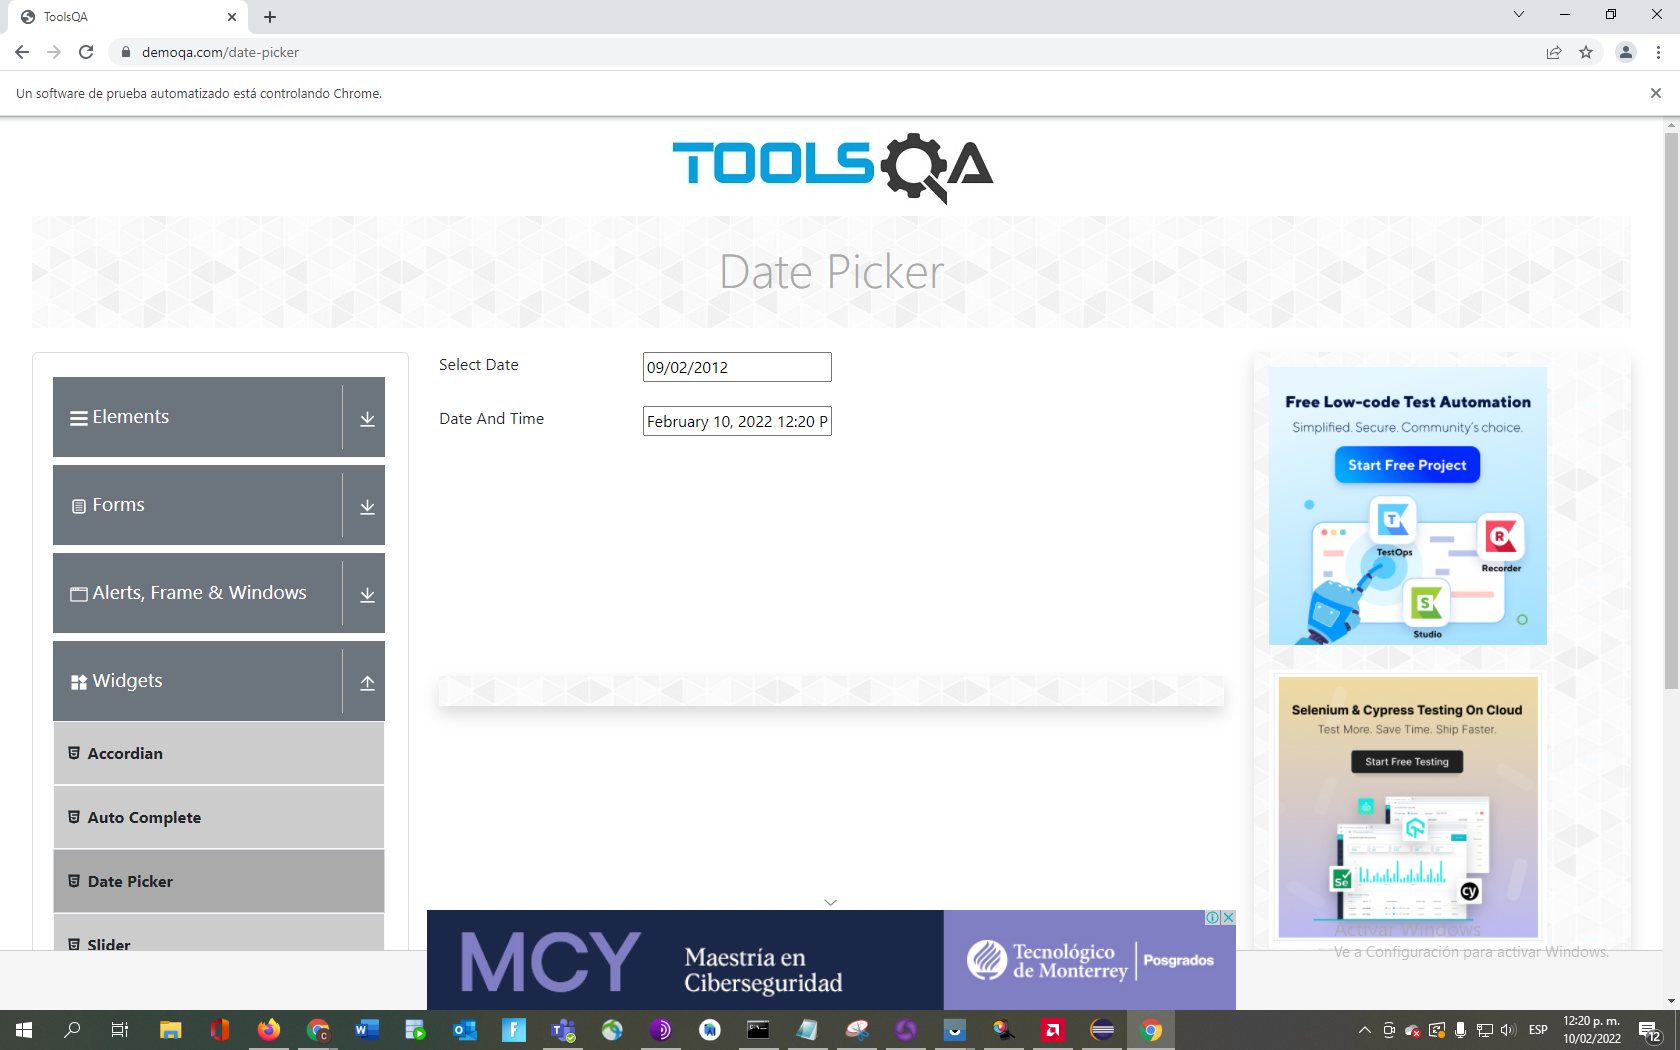 ToolsQA
demoqa.com/date-picker
Un software de prueba automatizado está controlando Chrome.
TOOLSQA
Date Picker
Elements
Forms
Alerts, Frame & Windows
Widgets
Accordian
Auto Complete
Date Picker
Slider
Select Date
09/02/2012
Date And Time
February 10, 2022 12:20 P
Free Low-code Test Automation
Simplified. Secure. Community's choice.
Start Free Project
TestOps
Recorder
Studio
Selenium & Cypress Testing On Cloud
Test More. Save Time. Ship Faster.
Start Free Testing
Se
cy
Activar Windows
Ve a Configuración para activar Windows.
MCY
Maestría en
Ciberseguridad
Tecnológico
de Monterrey
Posgrados
ESP
12:20 p. m.
10/02/2022
12